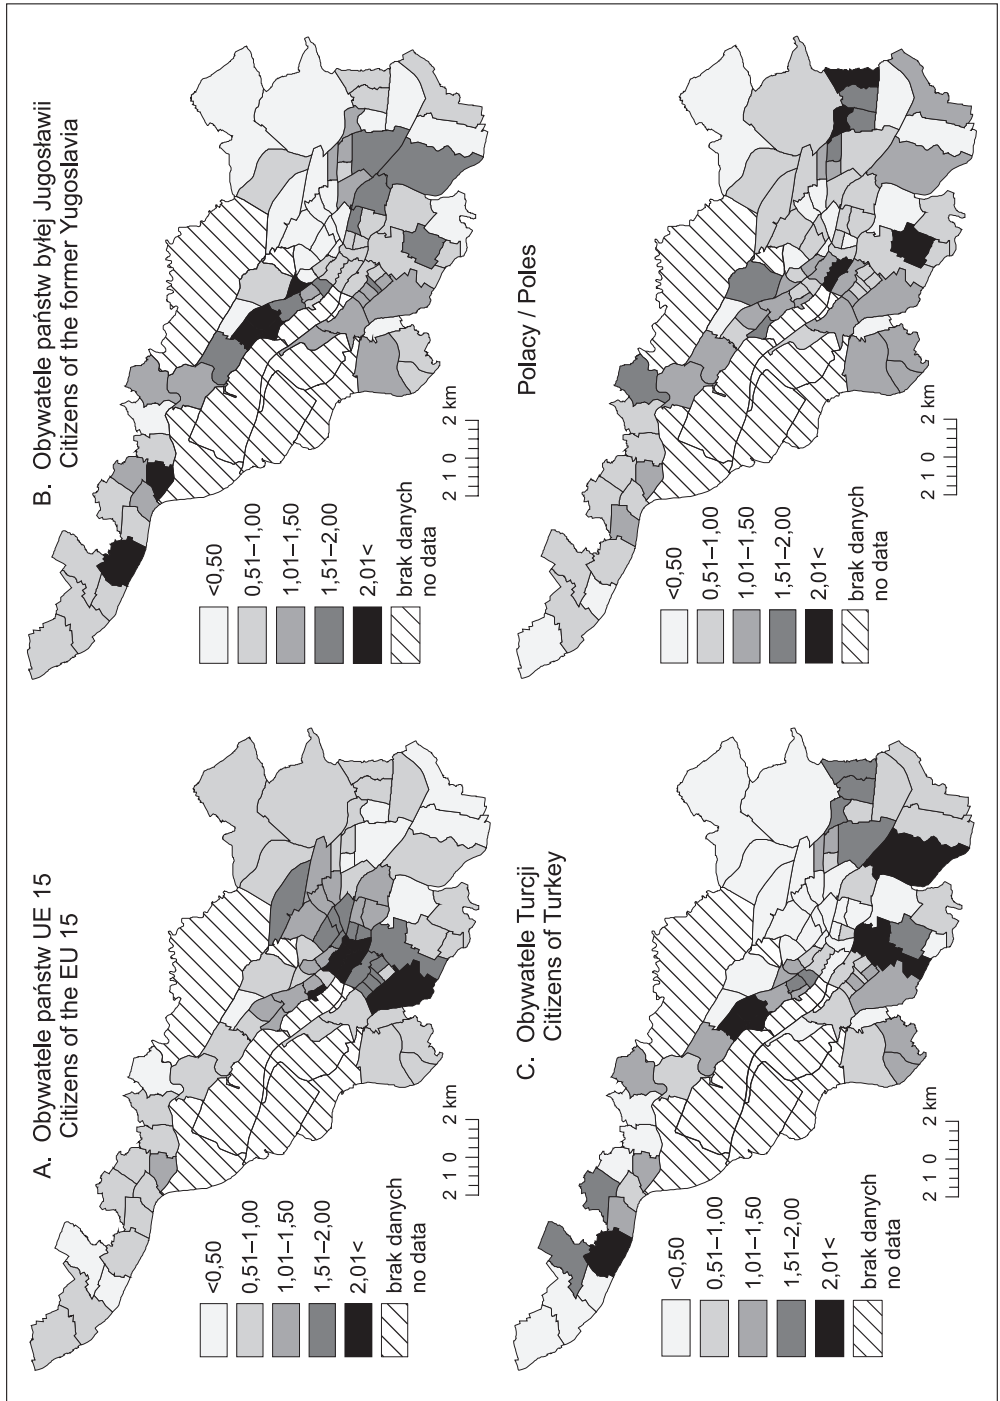 A. Obywatele państw UE 15
Citizens of the EU 15
<0,50
0,51–1,00
1,01–1,50
1,51–2,00
2,01<
brak danych
no data
2 1 0 2 km
B. Obywatele państw byłej Jugosławii
Citizens of the former Yugoslavia
<0,50
0,51–1,00
1,01–1,50
1,51–2,00
2,01<
brak danych
no data
2 1 0 2 km
C. Obywatele Turcji
Citizens of Turkey
<0,50
0,51–1,00
1,01–1,50
1,51–2,00
2,01<
brak danych
no data
2 1 0 2 km
Polacy / Poles
<0,50
0,51–1,00
1,01–1,50
1,51–2,00
2,01<
brak danych
no data
2 1 0 2 km